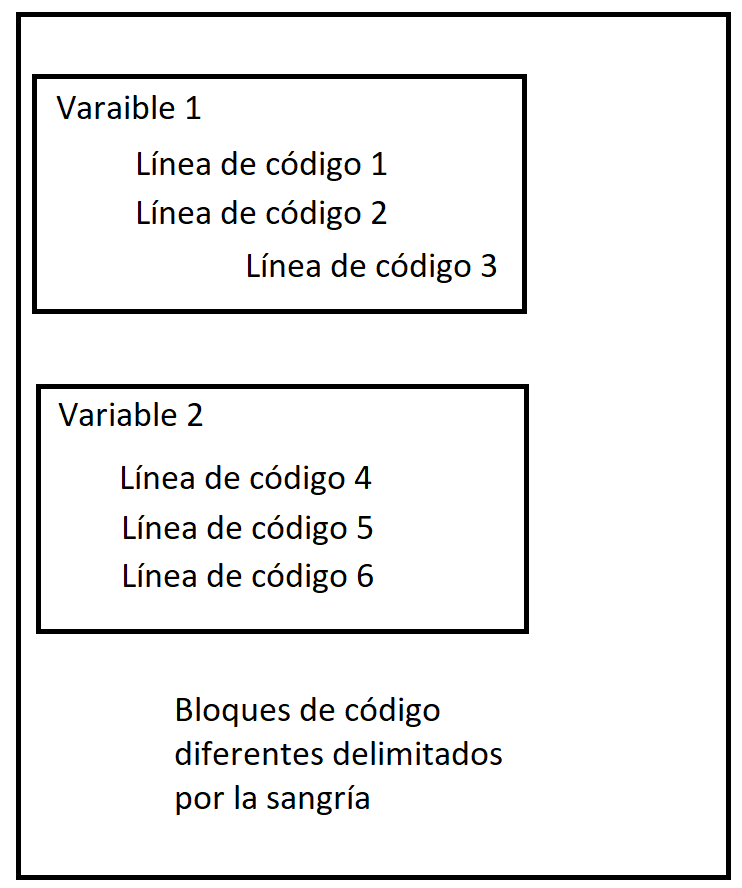 Varaible 1
Línea de código 1
Línea de código 2
Línea de código 3
Variable 2
Línea de código 4
Línea de código 5
Línea de código 6
Bloques de código
diferentes delimitados
por la sangría